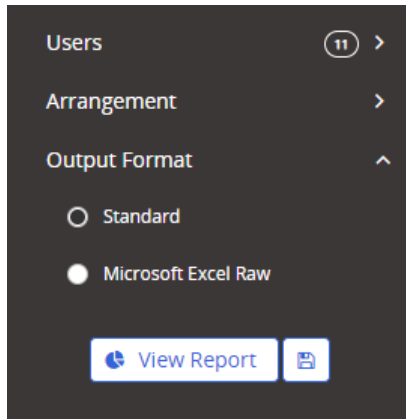 Users 11
Arrangement
Output Format
Standard
Microsoft Excel Raw
View Report